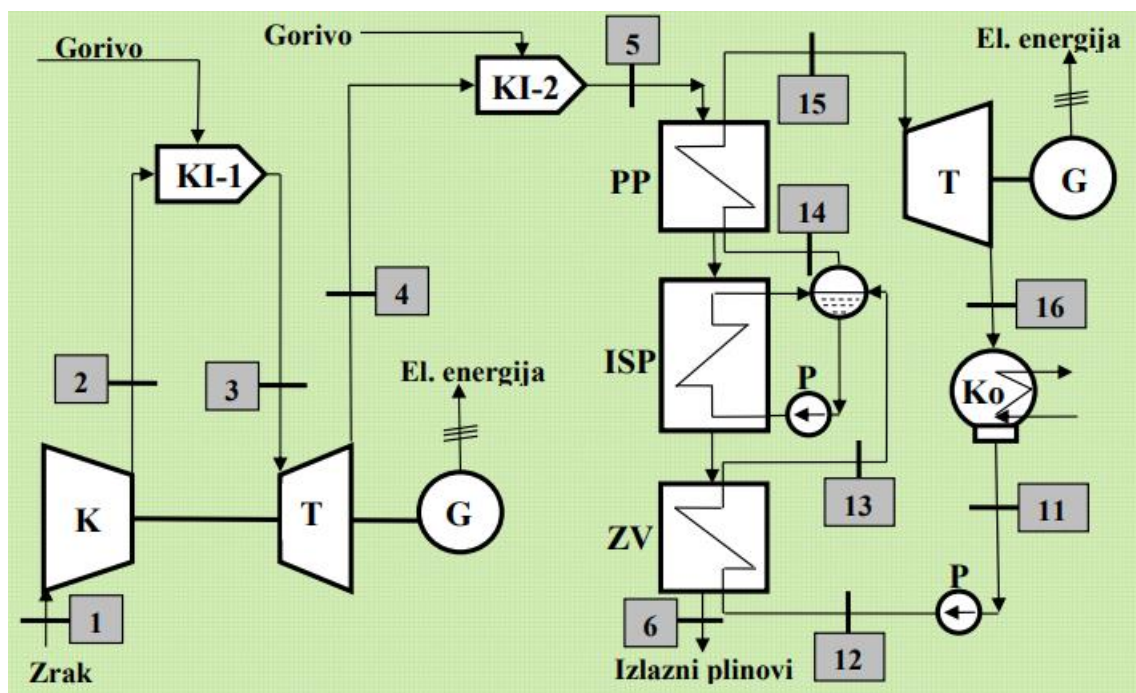 Gorivo
Gorivo
5
El. energija
KI-2
15
KI-1
PP
T
G
14
4
16
2
3
ISP
El. energija
P
Ko
K
T
G
13
11
ZV
P
1
6
12
Zrak
Izlazni plinovi